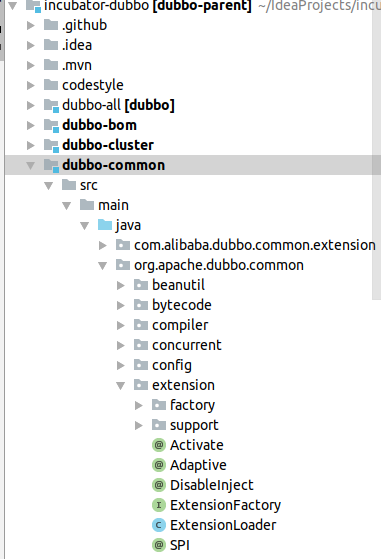 incubator-dubbo [dubbo-parent] ~/IdeaProjects/incu
.github
.idea
.mvn
codestyle
dubbo-all [dubbo]
dubbo-bom
dubbo-cluster
dubbo-common
src
main
java
com.alibaba.dubbo.common.extension
org.apache.dubbo.common
beanutil
bytecode
compiler
concurrent
config
extension
factory
support
@ Activate
@ Adaptive
@ DisableInject
I ExtensionFactory
C ExtensionLoader
@ SPI